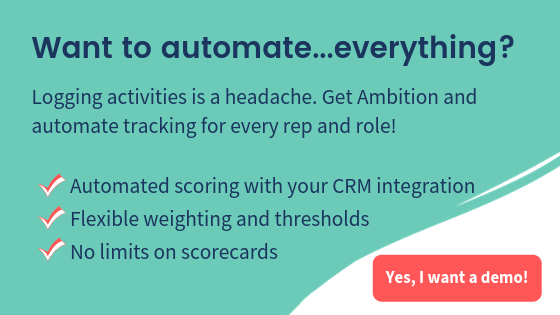 Want to automate...everything?
Logging activities is a headache. Get Ambition and
automate tracking for every rep and role!
Automated scoring with your CRM integration
Flexible weighting and thresholds
No limits on scorecards
Yes, I want a demo!